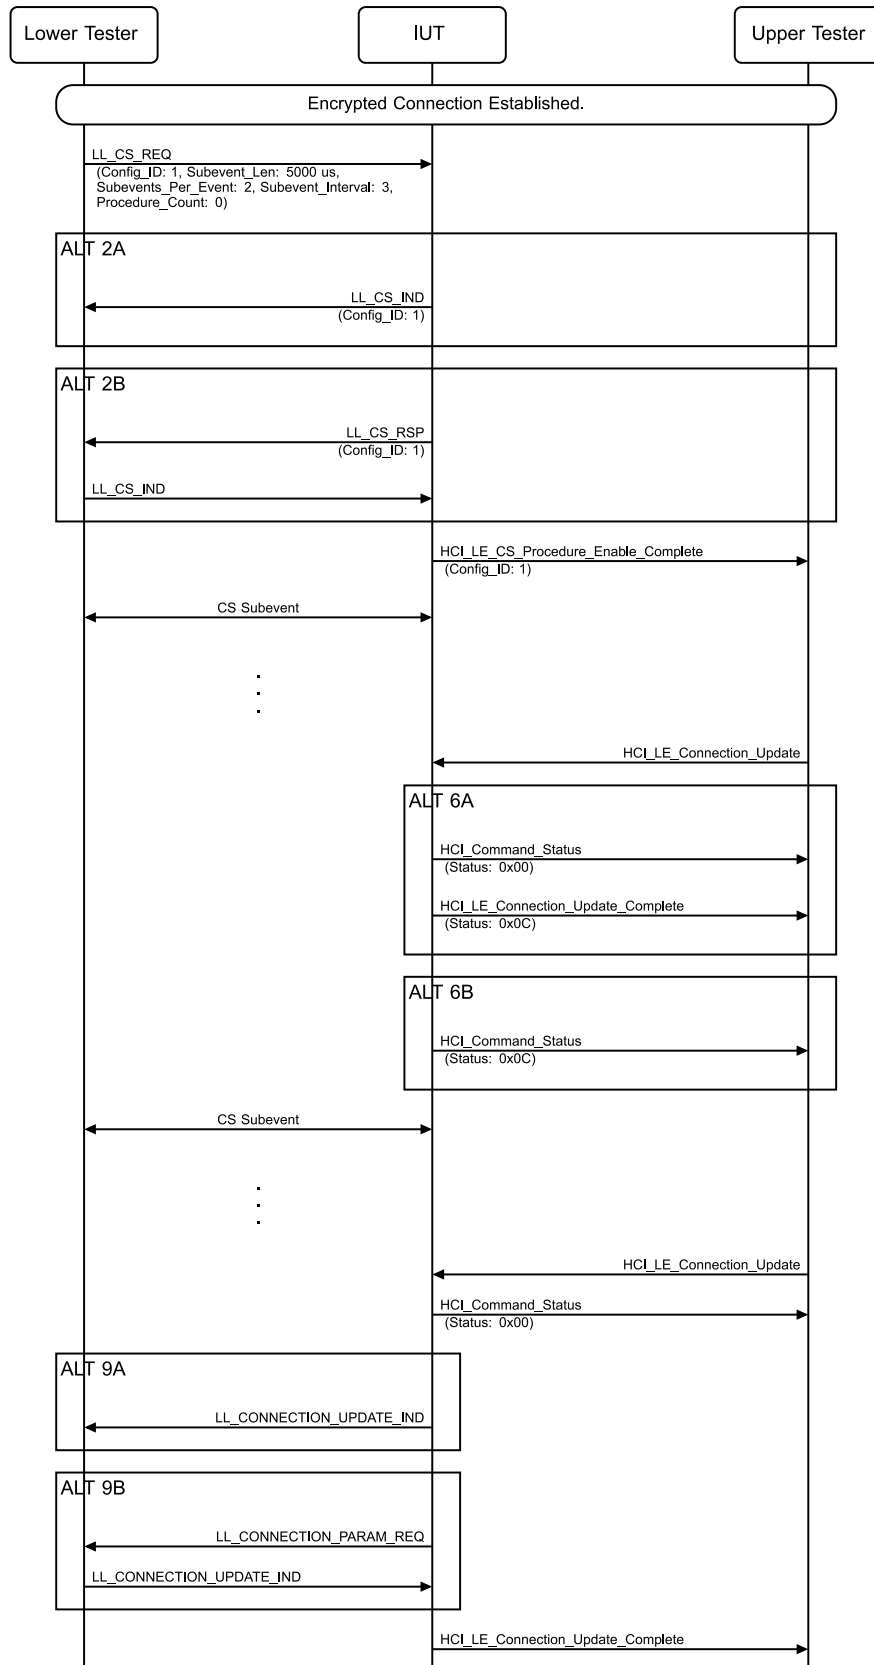 Lower Tester
IUT
Upper Tester
Encrypted Connection Established.
LL_CS_REQ
(Config_ID: 1, Subevent_Len: 5000 us,
Subevents_Per_Event: 2, Subevent_Interval: 3,
Procedure_Count: 0)
ALT 2A
LL_CS_IND
(Config_ID: 1)
ALT 2B
LL_CS_RSP
(Config_ID: 1)
LL_CS_IND
HCI_LE_CS_Procedure_Enable_Complete
(Config_ID: 1)
CS Subevent
HCI_LE_Connection_Update
ALT 6A
HCI_Command_Status
(Status: 0x00)
HCI_LE_Connection_Update_Complete
(Status: 0x0C)
ALT 6B
HCI_Command_Status
(Status: 0x0C)
CS Subevent
HCI_LE_Connection_Update
HCI_Command_Status
(Status: 0x00)
ALT 9A
LL_CONNECTION_UPDATE_IND
ALT 9B
LL_CONNECTION_PARAM_REQ
LL_CONNECTION_UPDATE_IND
HCI_LE_Connection_Update_Complete